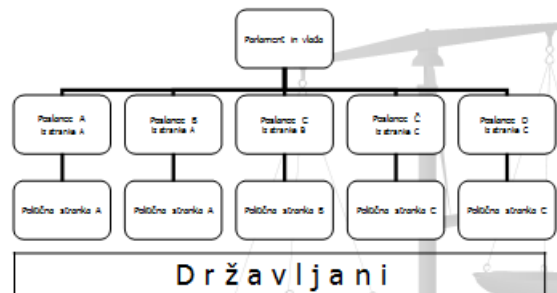 Parlament in vlada
Poslanec A
iz stranke A
Poslanec B
iz stranke A
Poslanec C
iz stranke B
Poslanec Č
iz stranke C
Poslanec D
iz stranke C
Politična stranka A
Politična stranka A
Politična stranka B
Politična stranka C
Politična stranka C
Državljani